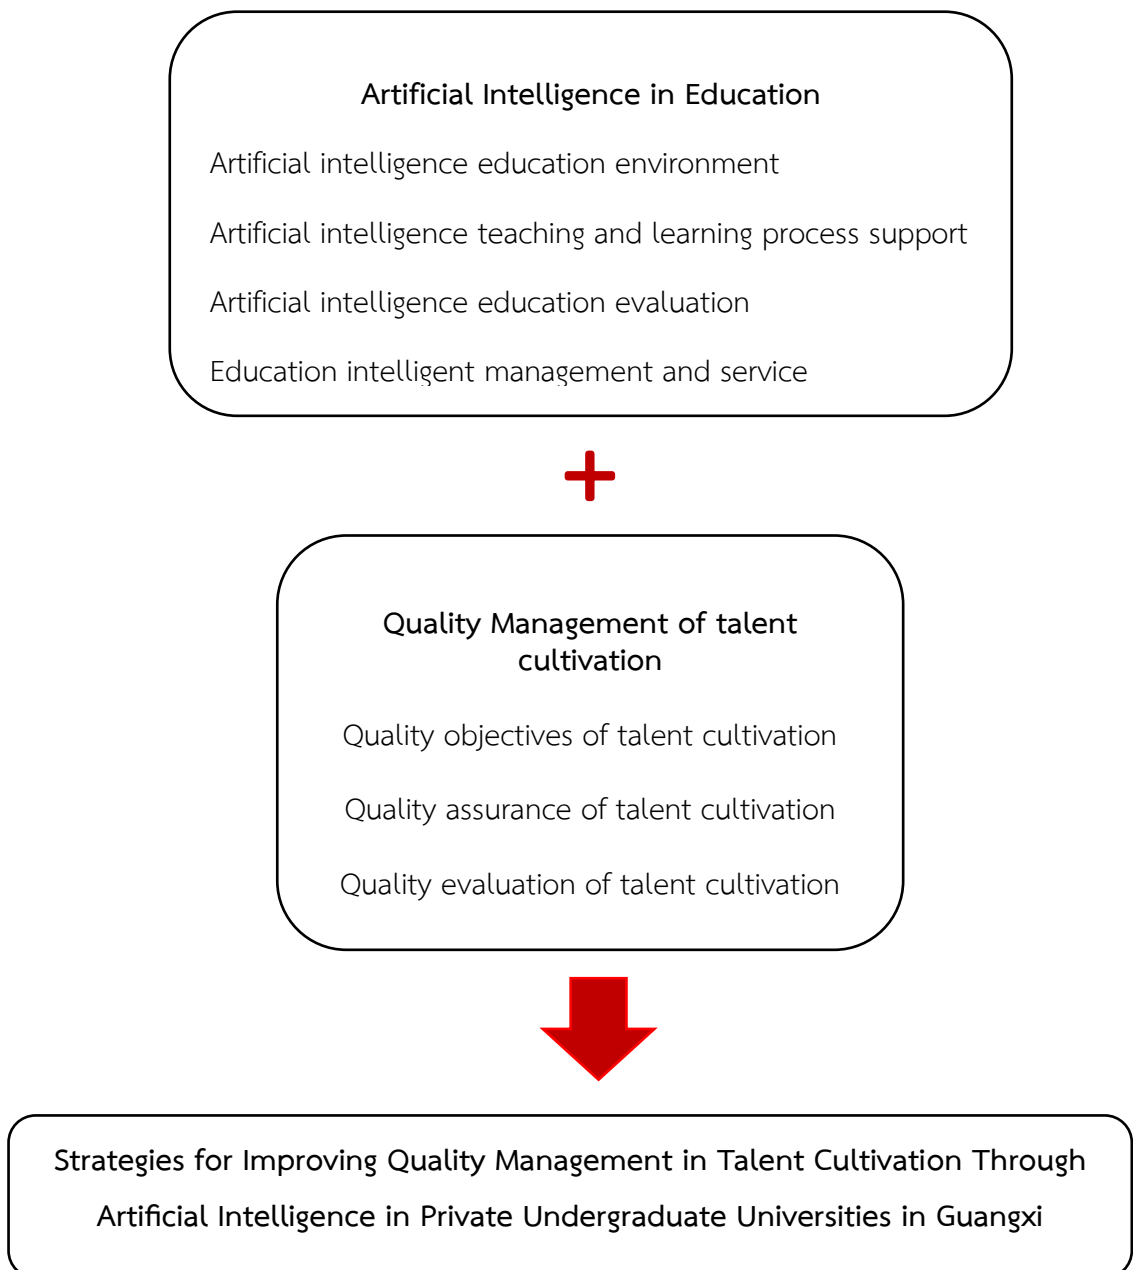 Artificial Intelligence in Education
Artificial intelligence education environment
Artificial intelligence teaching and learning process support
Artificial intelligence education evaluation
Education intelligent management and service
+
Quality Management of talent
cultivation
Quality objectives of talent cultivation
Quality assurance of talent cultivation
Quality evaluation of talent cultivation
Strategies for Improving Quality Management in Talent Cultivation Through
Artificial Intelligence in Private Undergraduate Universities in Guangxi